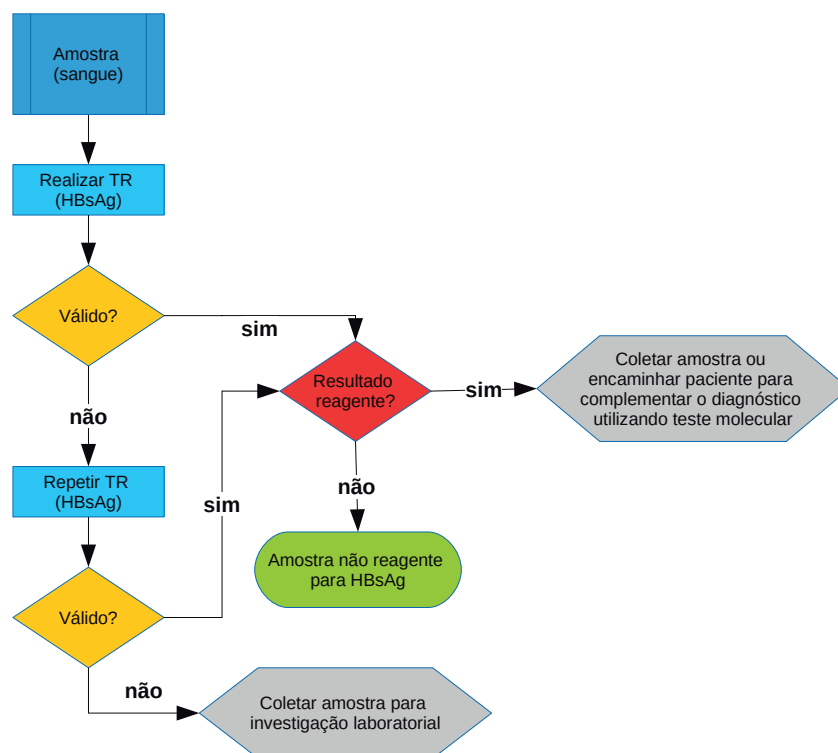 Amostra
(sangue)
Realizar TR
(HBsAg)
Válido?
sim
Resultado
reagente?
sim
Coletar amostra ou
encaminhar paciente para
complementar o diagnóstico
utilizando teste molecular
não
Repetir TR
(HBsAg)
sim
não
Amostra não reagente
para HBsAg
Válido?
não
Coletar amostra para
investigação laboratorial